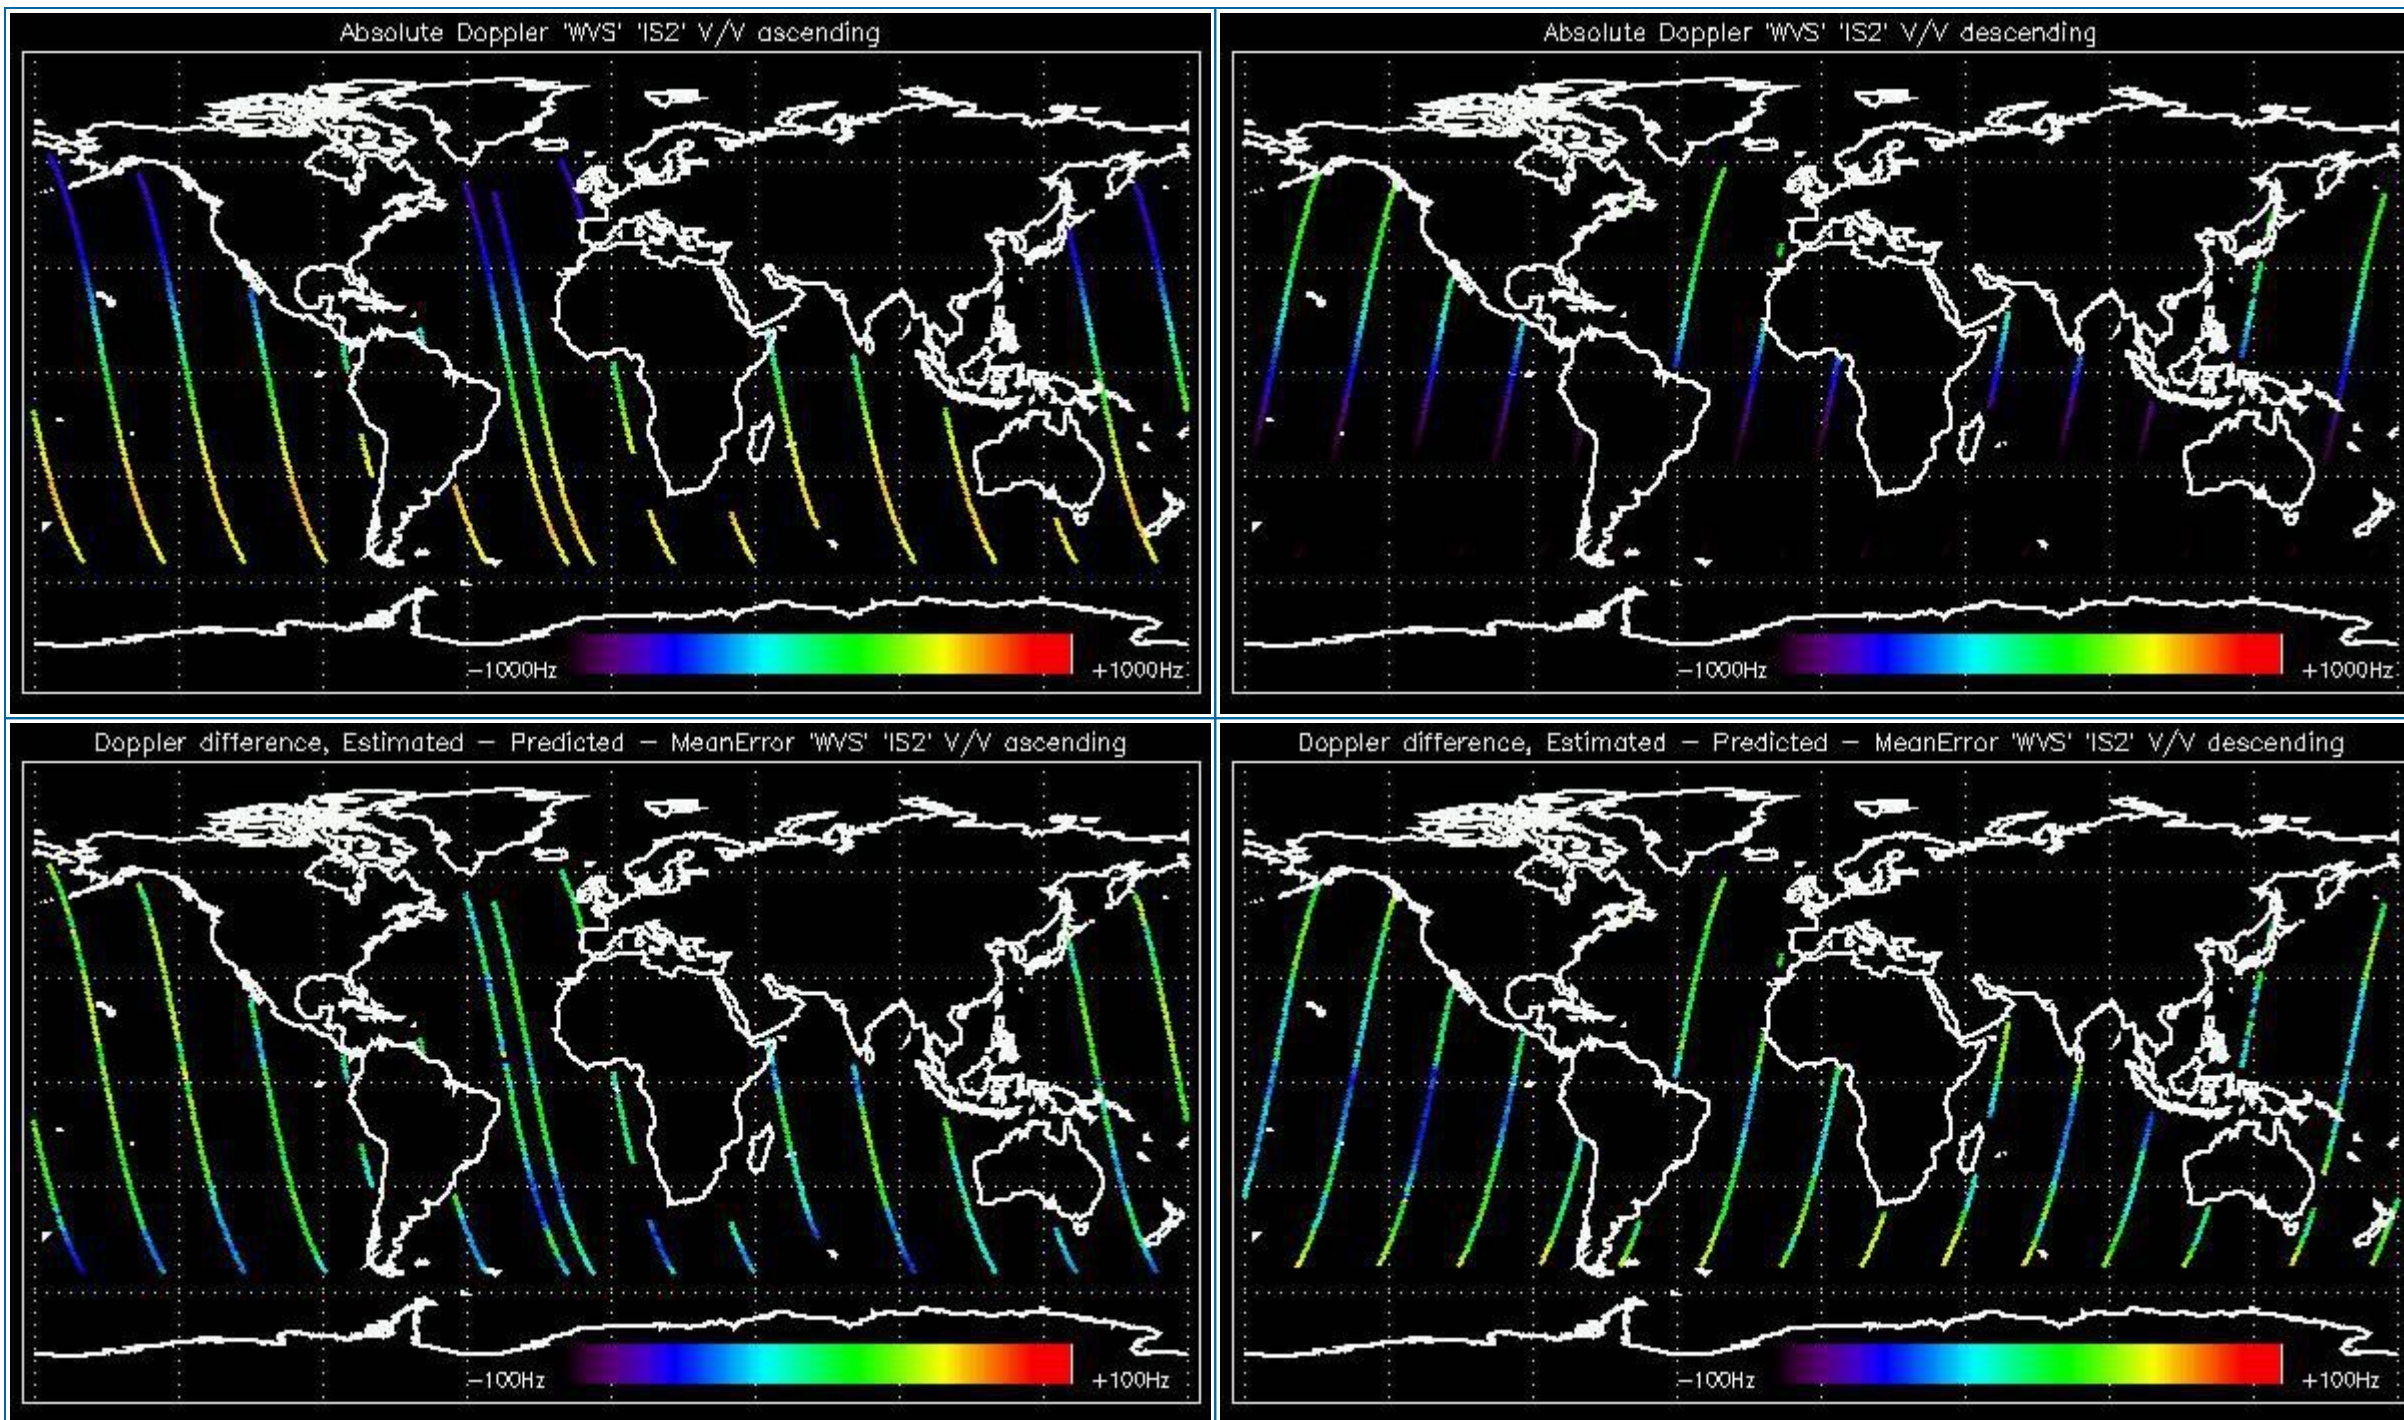 Absolute Doppler 'WVS' 'IS2' V/V ascending
-1000Hz
+1000Hz
Absolute Doppler 'WVS' 'IS2' V/V descending
-1000Hz
+1000Hz
Doppler difference, Estimated - Predicted - MeanError 'WVS' 'IS2' V/V ascending
-100Hz
+100Hz
Doppler difference, Estimated - Predicted - MeanError 'WVS' 'IS2' V/V descending
-100Hz
+100Hz